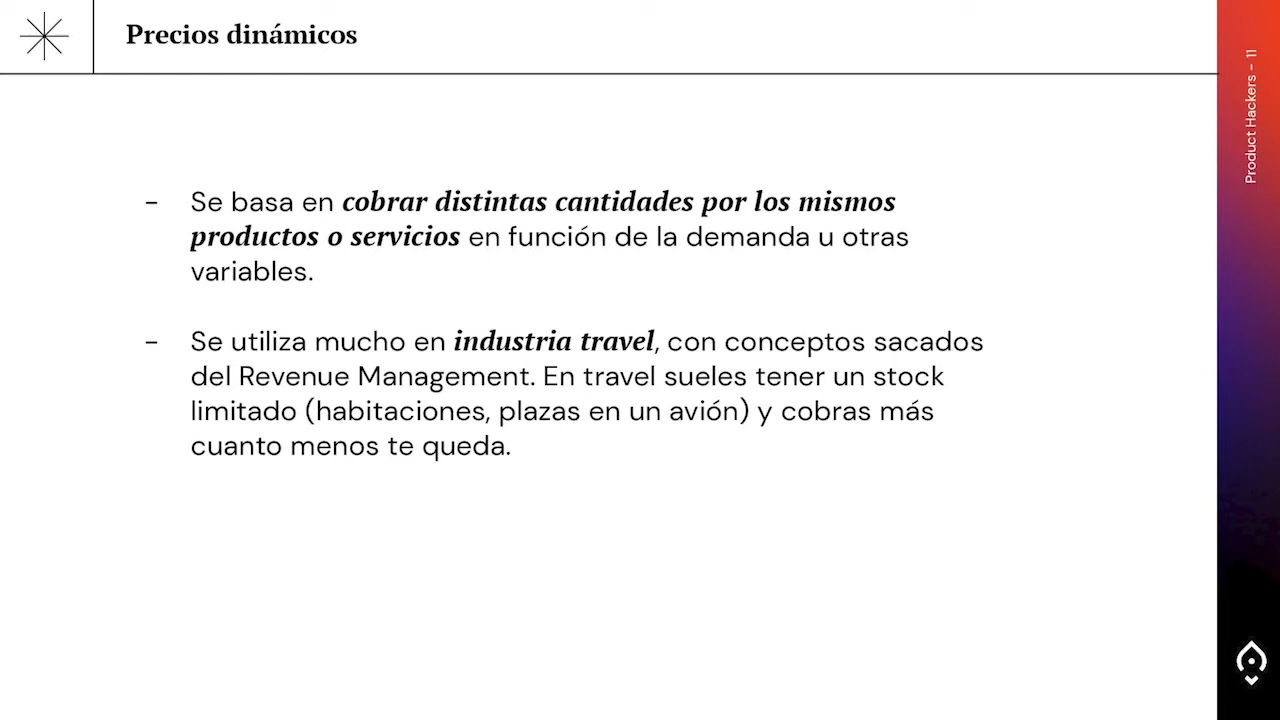 Precios dinámicos
Product Hackers - 11
- Se basa en cobrar distintas cantidades por los mismos
productos o servicios en función de la demanda u otras
variables.
- Se utiliza mucho en industria travel, con conceptos sacados
del Revenue Management. En travel sueles tener un stock
limitado (habitaciones, plazas en un avión) y cobras más
cuanto menos te queda.